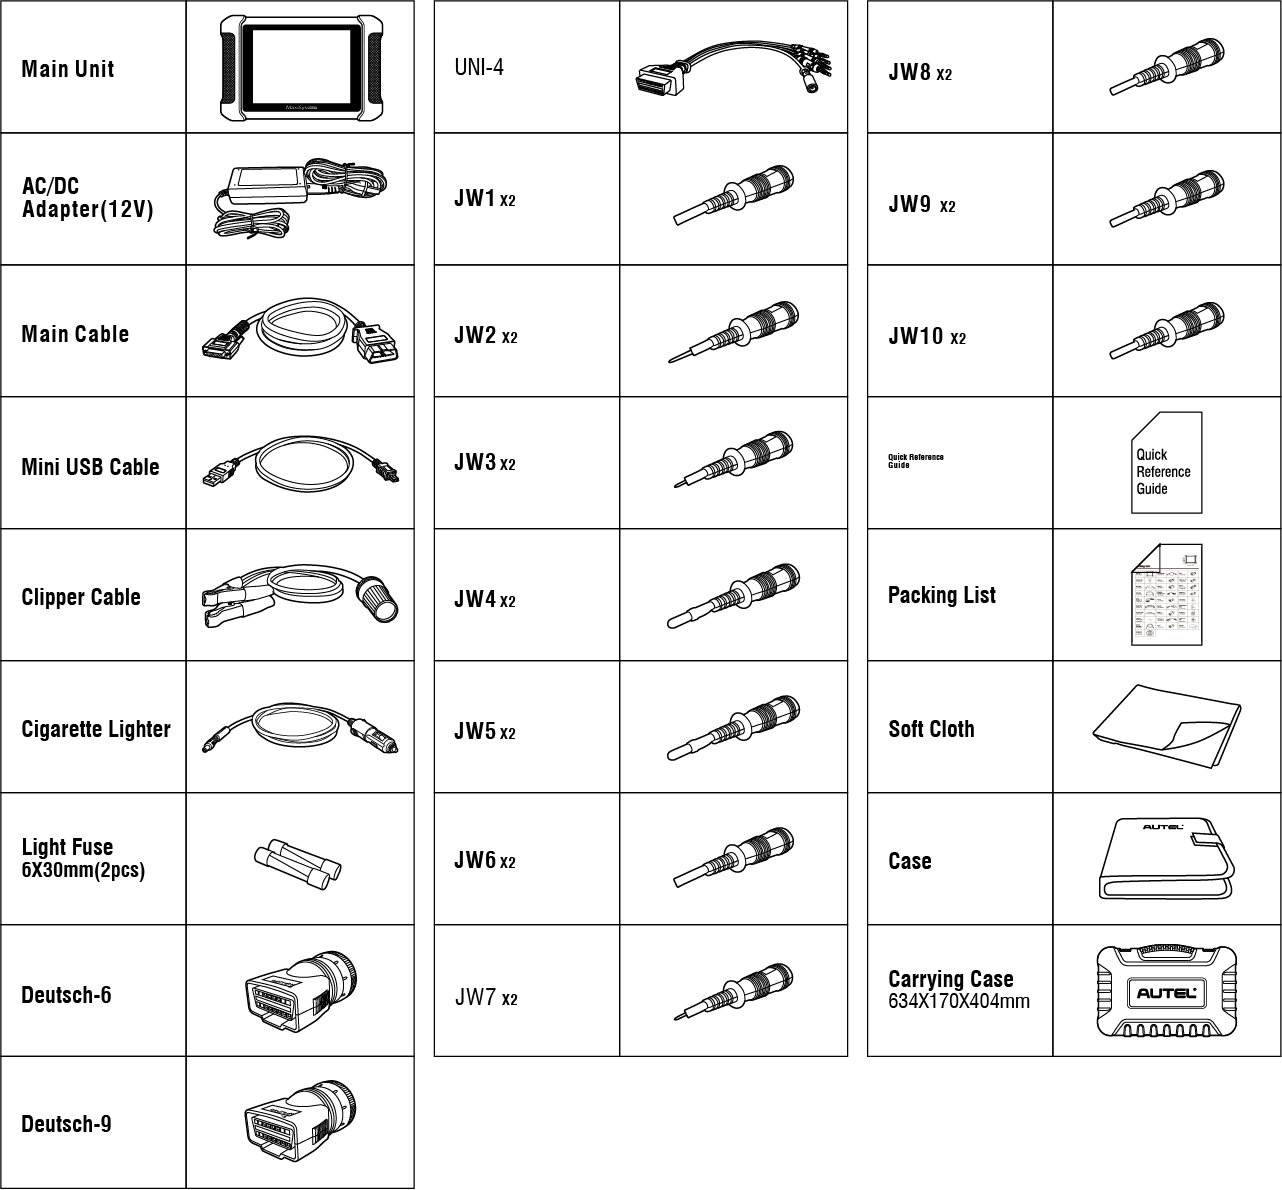 Main Unit
AC/DC
Adapter(12V)
Main Cable
Mini USB Cable
Clipper Cable
Cigarette Lighter
Light Fuse
6X30mm(2pcs)
Deutsch-6
Deutsch-9
UNI-4
JW1 X2
JW2 X2
JW3 X2
JW4 X2
JW5 X2
JW6 X2
JW7 X2
JW8 X2
JW9 X2
JW10 X2
Quick Reference
Guide
Quick
Reference
Guide
Packing List
Soft Cloth
Case
AUTEL
Carrying Case
634X170X404mm
AUTEL